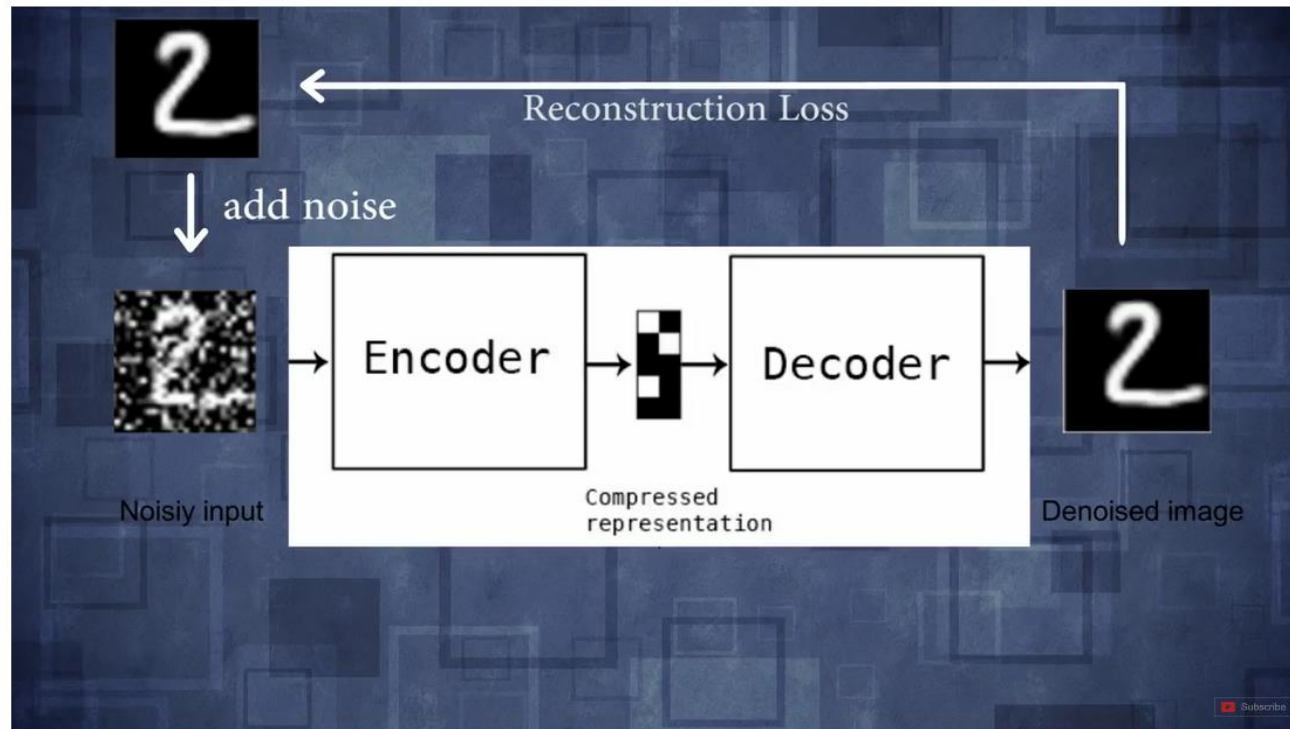 Reconstruction Loss
add noise
Encoder
Decoder
Compressed
representation
Noisiy input
Denoised image
Subscribe